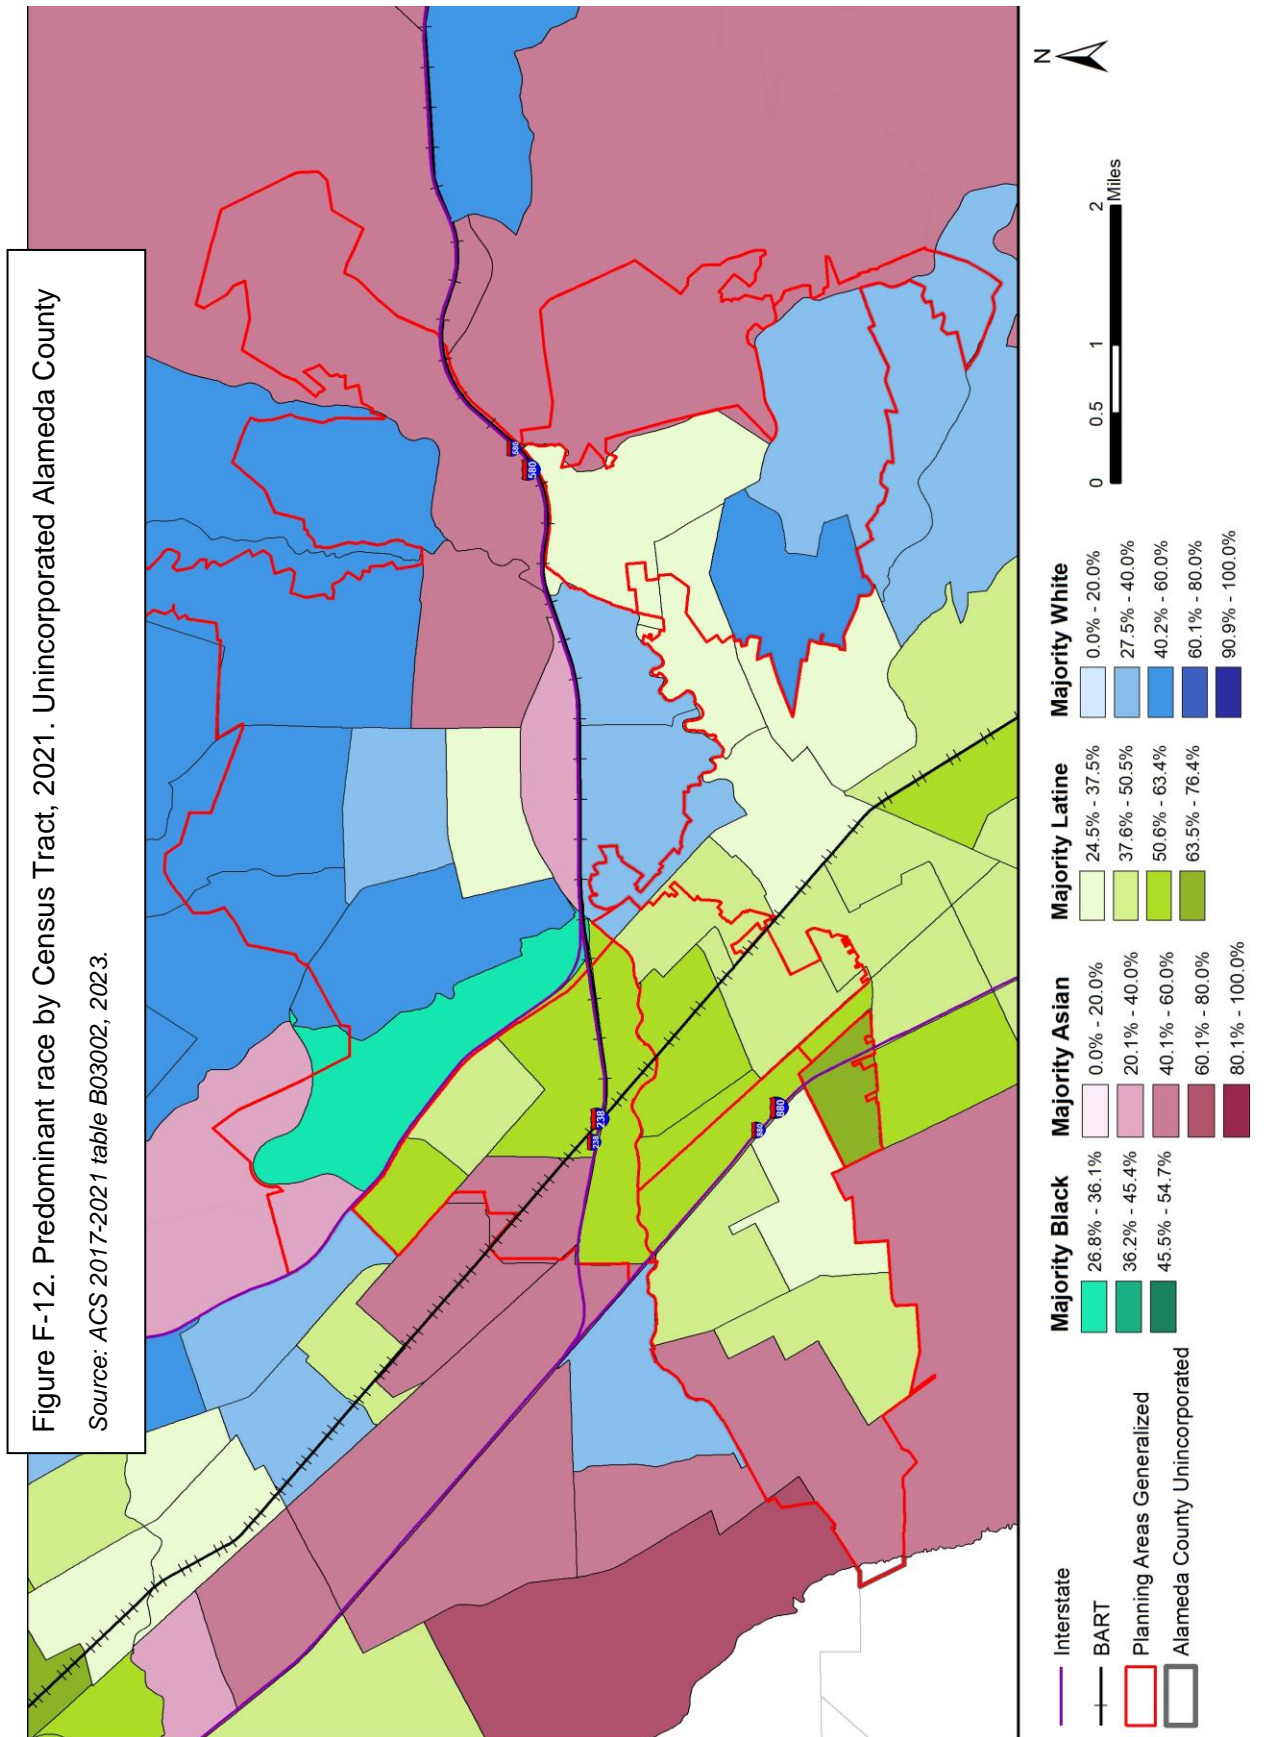 Figure F-12. Predominant race by Census Tract, 2021. Unincorporated Alameda County
Source: ACS 2017-2021 table B03002, 2023.
580
580
238
238
880
880
Interstate
BART
Planning Areas Generalized
Alameda County Unincorporated
Majority Black
26.8% - 36.1%
36.2% - 45.4%
45.5% - 54.7%
Majority Asian
0.0% - 20.0%
20.1% - 40.0%
40.1% - 60.0%
60.1% - 80.0%
80.1% - 100.0%
Majority Latine
24.5% - 37.5%
37.6% - 50.5%
50.6% - 63.4%
63.5% - 76.4%
Majority White
0.0% - 20.0%
27.5% - 40.0%
40.2% - 60.0%
60.1% - 80.0%
90.9% - 100.0%
0 0.5 1 2
Miles
N